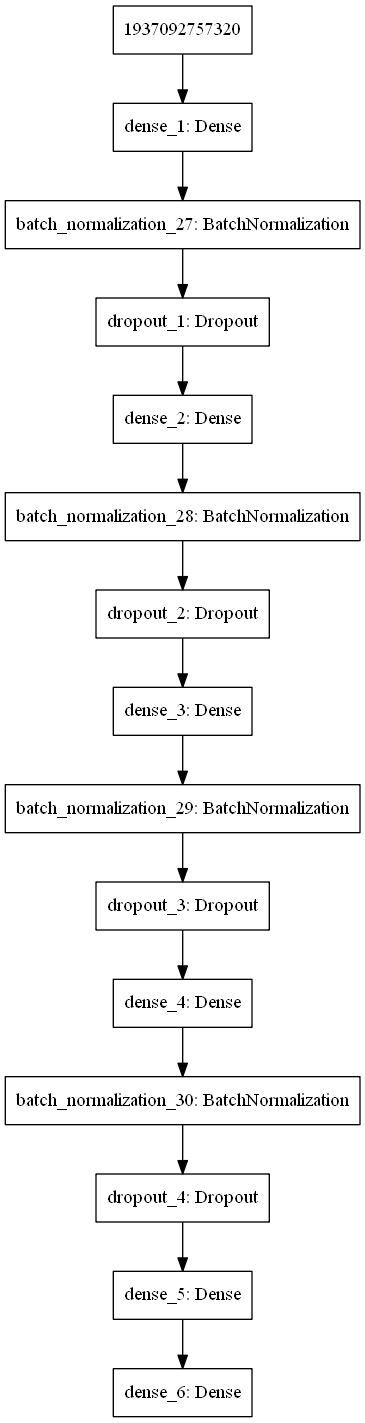 1937092757320
dense_1: Dense
batch_normalization_27: BatchNormalization
dropout_1: Dropout
dense_2: Dense
batch_normalization_28: BatchNormalization
dropout_2: Dropout
dense_3: Dense
batch_normalization_29: BatchNormalization
dropout_3: Dropout
dense_4: Dense
batch_normalization_30: BatchNormalization
dropout_4: Dropout
dense_5: Dense
dense_6: Dense